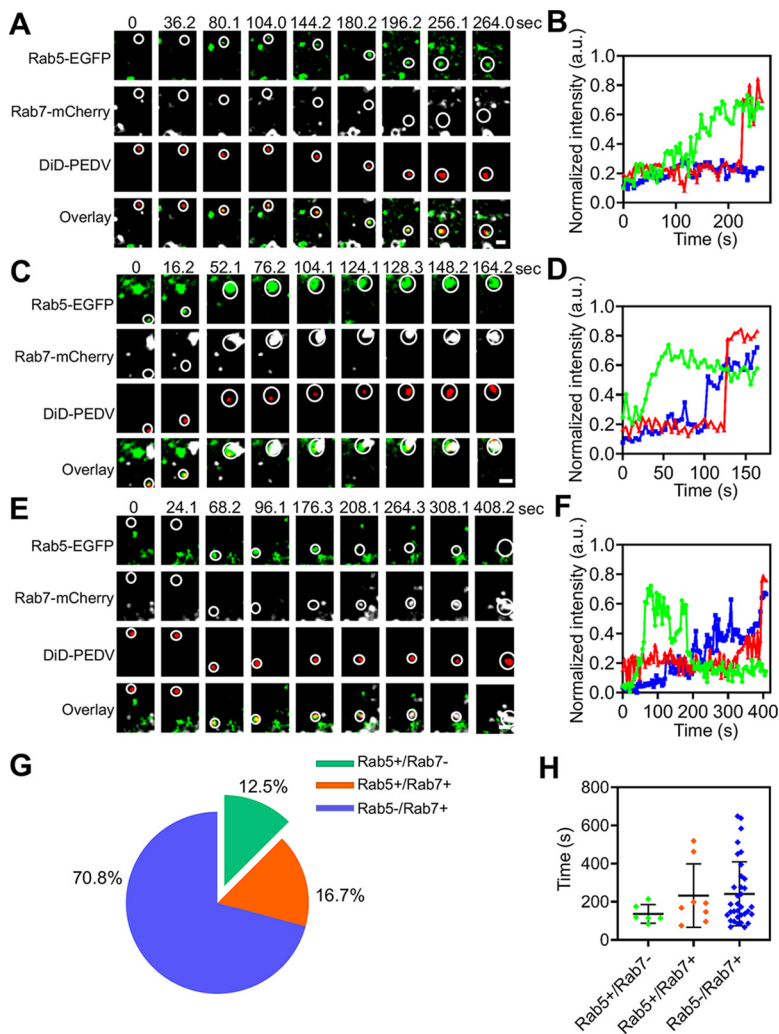 A
0 36.2 80.1 104.0 144.2 180.2 196.2 256.1 264.0 sec
Rab5-EGFP
Rab7-mCherry
DiD-PEDV
Overlay
B
Normalized intensity (a.u.)
1.0
0.8
0.6
0.4
0.2
0.0
0 100 200
Time (s)
C
0 16.2 52.1 76.2 104.1 124.1 128.3 148.2 164.2 sec
Rab5-EGFP
Rab7-mCherry
DiD-PEDV
Overlay
D
Normalized intensity (a.u.)
1.0
0.8
0.6
0.4
0.2
0.0
0 50 100 150
Time (s)
E
0 24.1 68.2 96.1 176.3 208.1 264.3 308.1 408.2 sec
Rab5-EGFP
Rab7-mCherry
DiD-PEDV
Overlay
F
Normalized intensity (a.u.)
1.0
0.8
0.6
0.4
0.2
0.0
0 100 200 300 400
Time (s)
G
Rab5+/Rab7-
Rab5+/Rab7+
Rab5-/Rab7+
12.5%
16.7%
70.8%
H
Time (s)
800
600
400
200
0
Rab5+/Rab7-
Rab5+/Rab7+
Rab5-/Rab7+